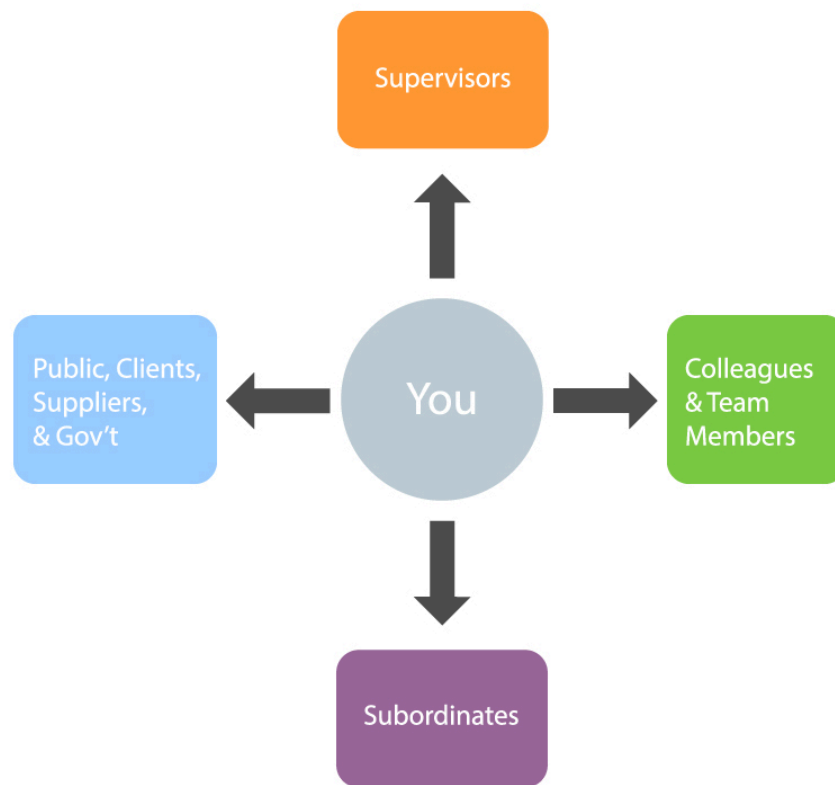 Supervisors
Public, Clients,
Suppliers,
& Gov’t
You
Colleagues
& Team
Members
Subordinates